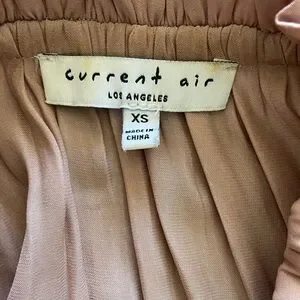 current air
LOS ANGELES
XS
MADE IN
CHINA